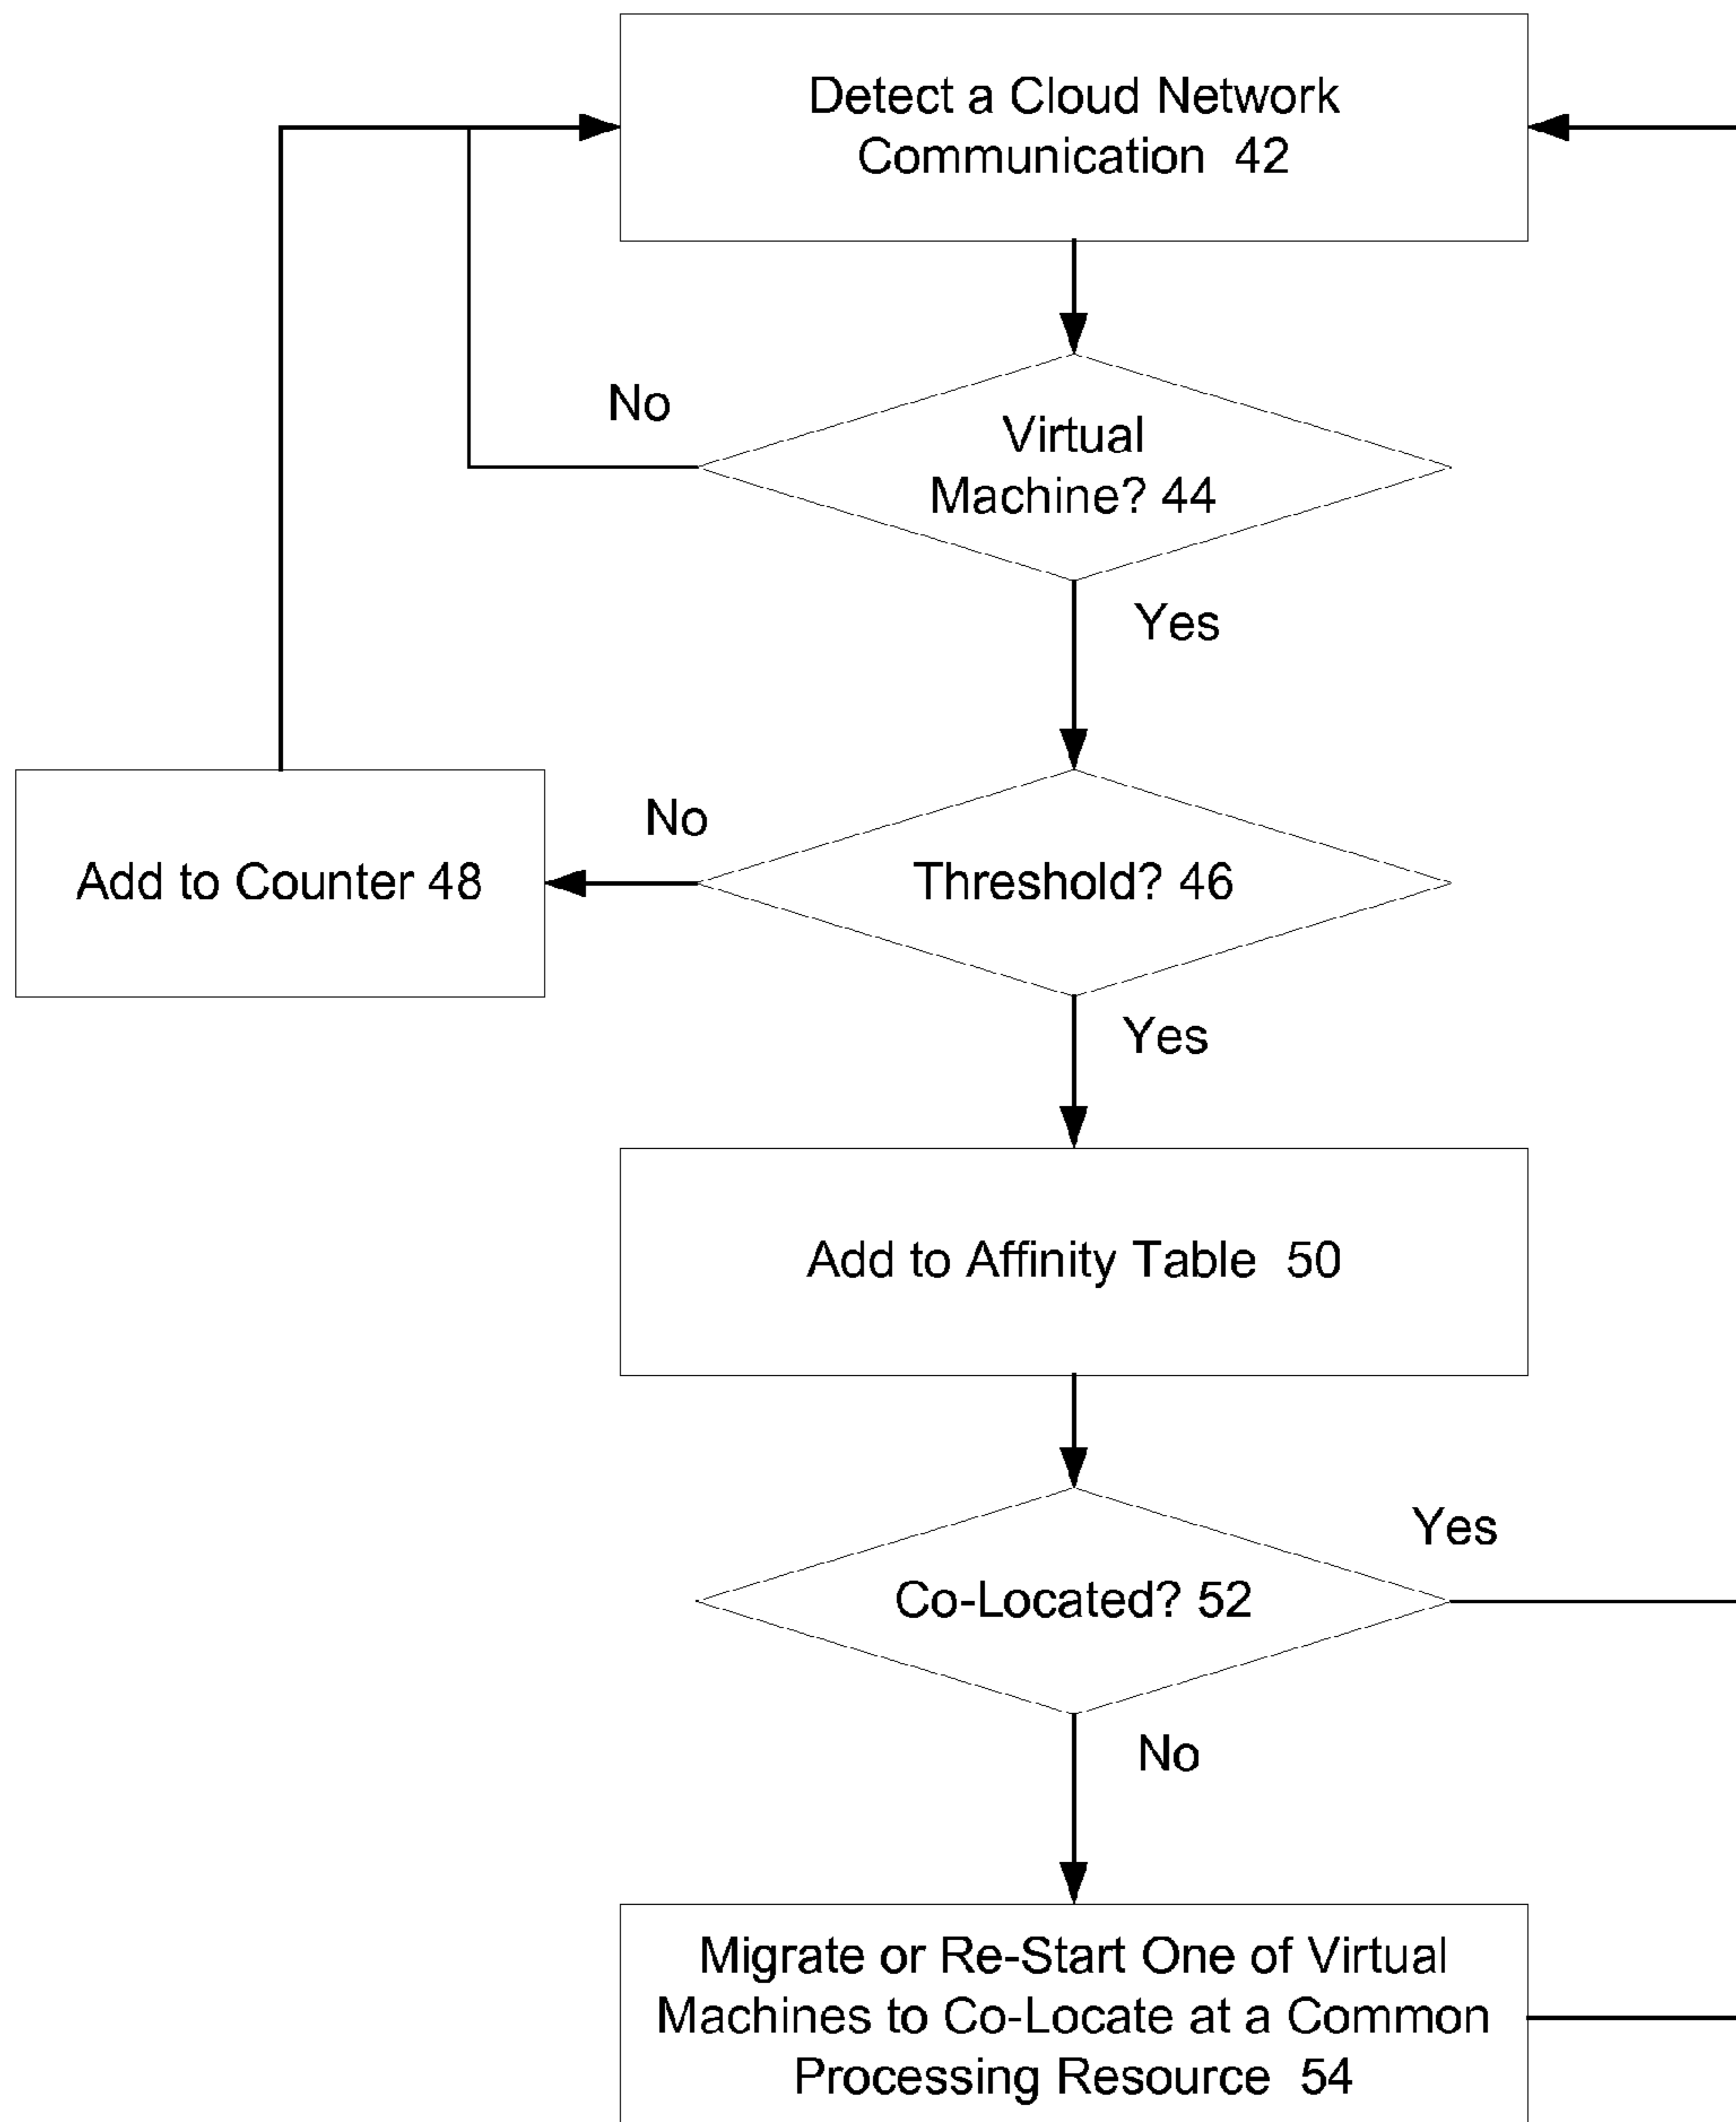 Detect a Cloud Network
Communication 42
No
Virtual
Machine? 44
Yes
No
Add to Counter 48
Threshold? 46
Yes
Add to Affinity Table 50
Yes
Co-Located? 52
No
Migrate or Re-Start One of Virtual
Machines to Co-Locate at a Common
Processing Resource 54